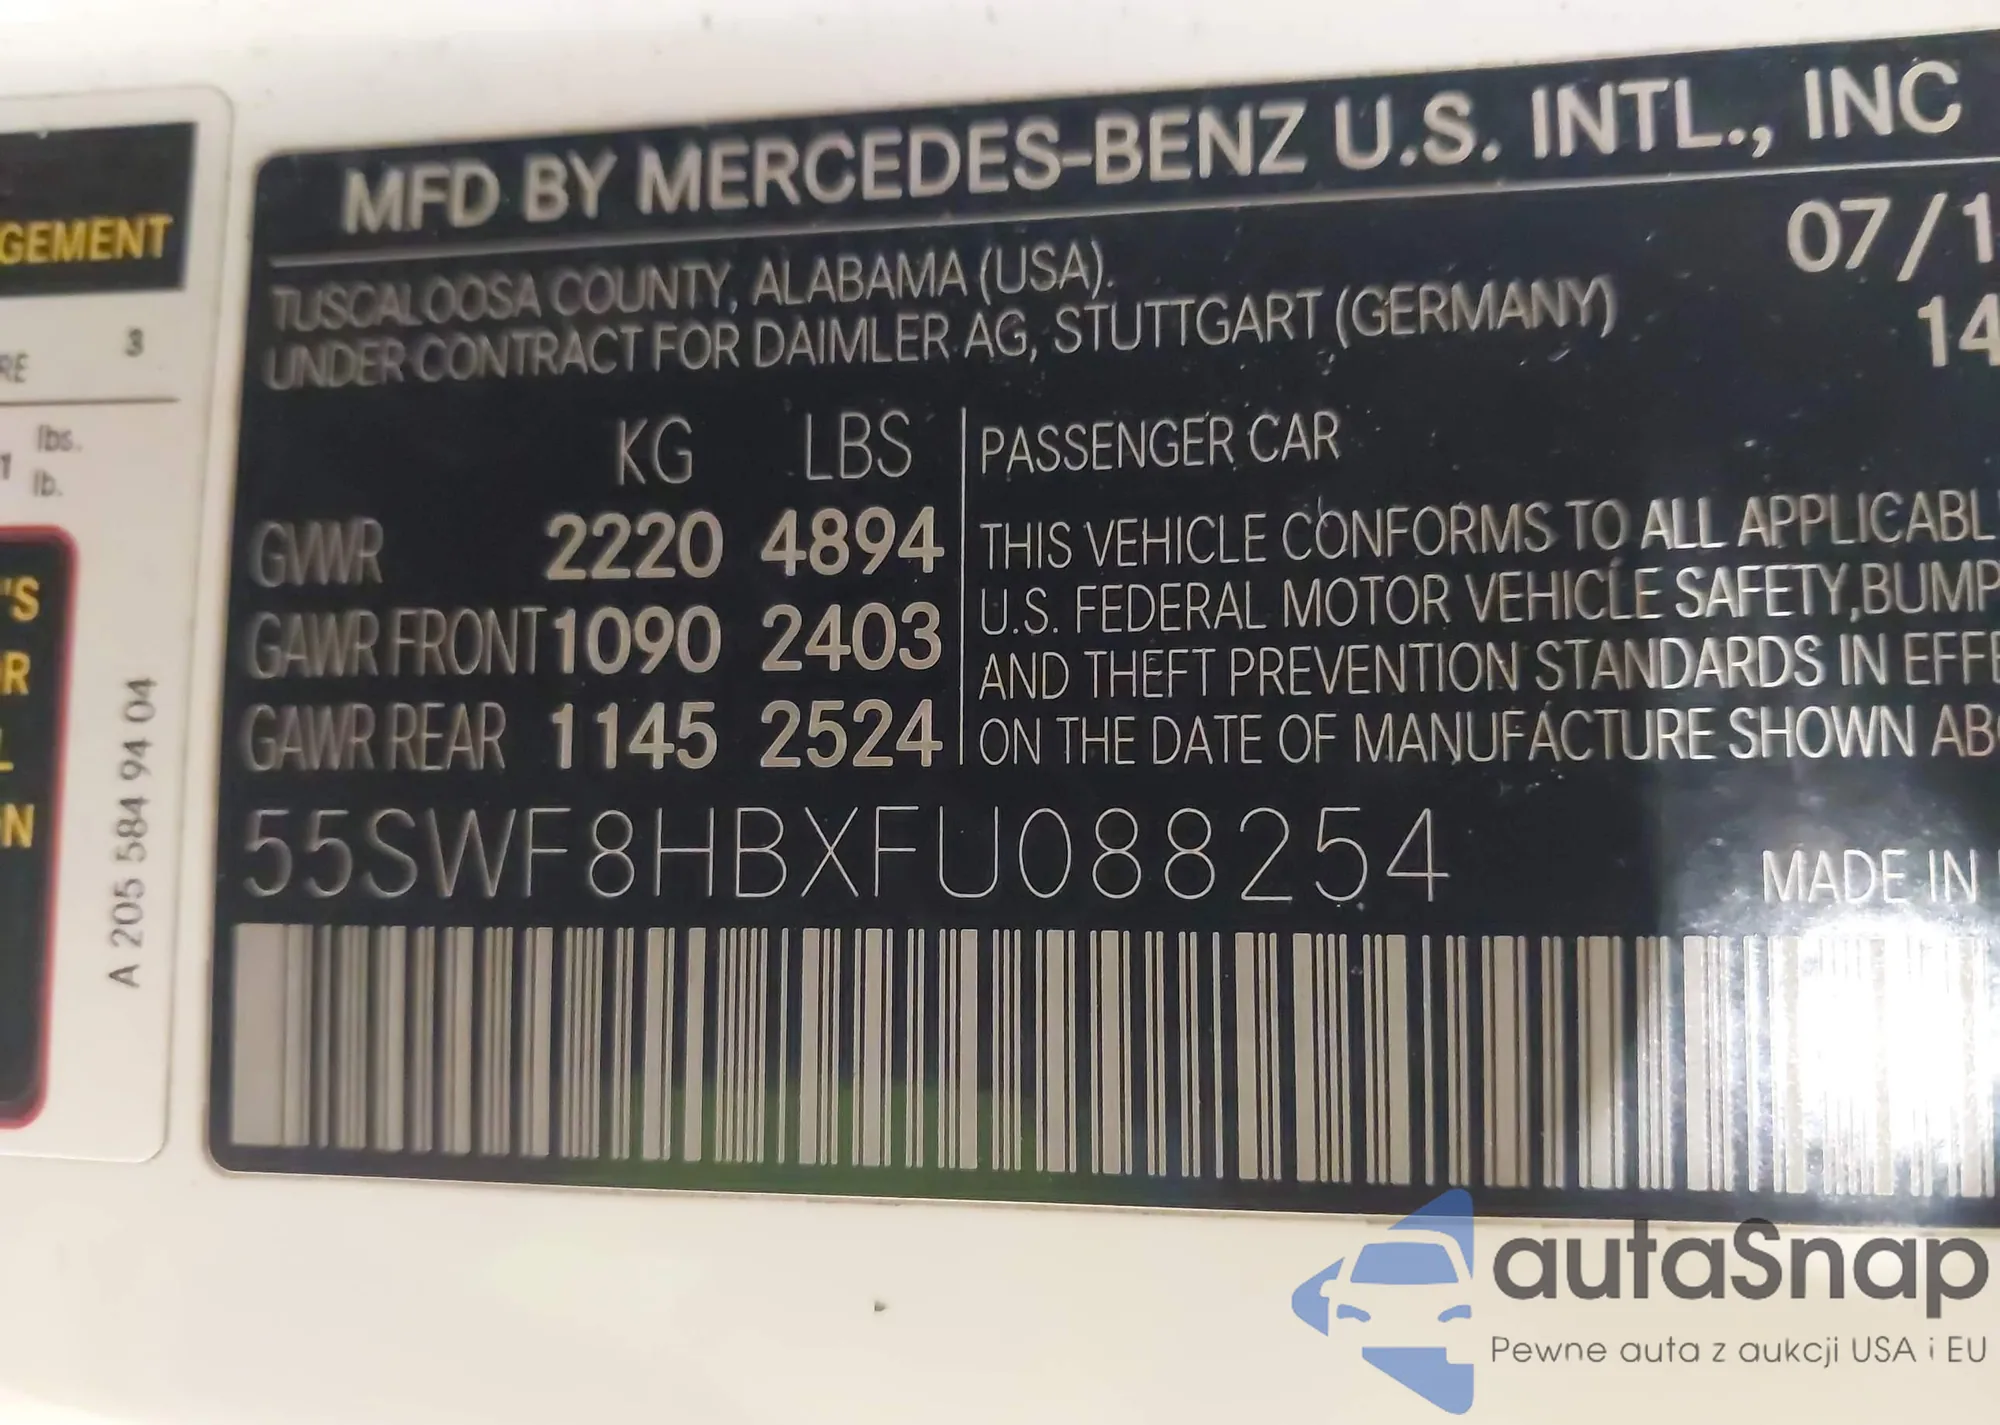 MFD BY MERCEDES-BENZ U.S. INTL., INC
TUSCALOOSA COUNTY, ALABAMA (USA).
07/1
UNDER CONTRACT FOR DAIMLER AG, STUTTGART (GERMANY)
14
KG LBS
GVWR 2220 4894
GAWR FRONT 1090 2403
GAWR REAR 1145 2524
PASSENGER CAR
THIS VEHICLE CONFORMS TO ALL APPLICABL
U.S. FEDERAL MOTOR VEHICLE SAFETY,BUMP
AND THEFT PREVENTION STANDARDS IN EFFE
ON THE DATE OF MANUFACTURE SHOWN AB
55SWF8HBXFU088254
MADE IN
GEMENT
RE 3
1 lbs.
lb.
'S
R
L
N
A 205 584 94 04
autaSnap
Pewne auta z aukcji USA i EU